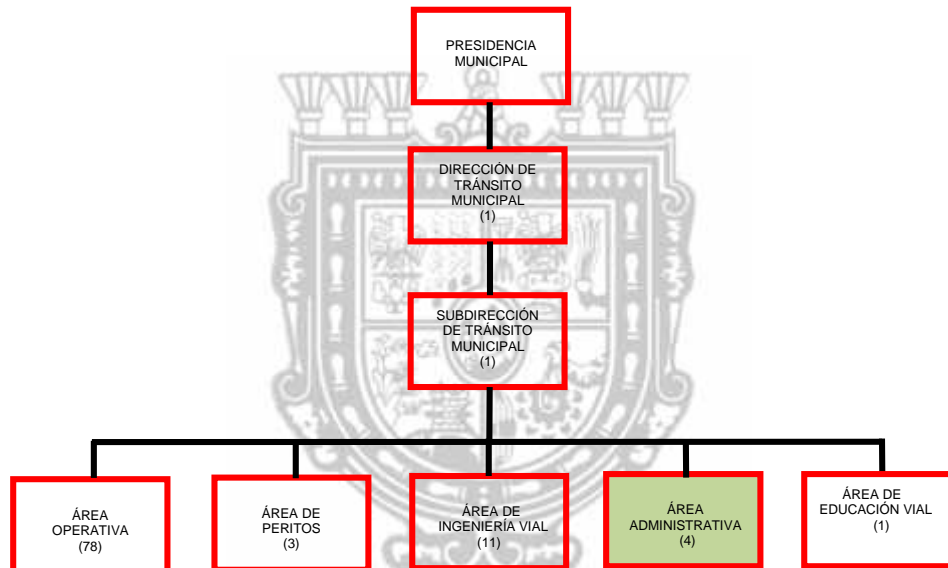 PRESIDENCIA
MUNICIPAL
DIRECCIÓN DE
TRÁNSITO
MUNICIPAL
(1)
SUBDIRECCIÓN
DE TRÁNSITO
MUNICIPAL
(1)
ÁREA
OPERATIVA
(78)
ÁREA DE
PERITOS
(3)
ÁREA DE
INGENIERÍA VIAL
(11)
ÁREA
ADMINISTRATIVA
(4)
ÁREA DE
EDUCACIÓN VIAL
(1)